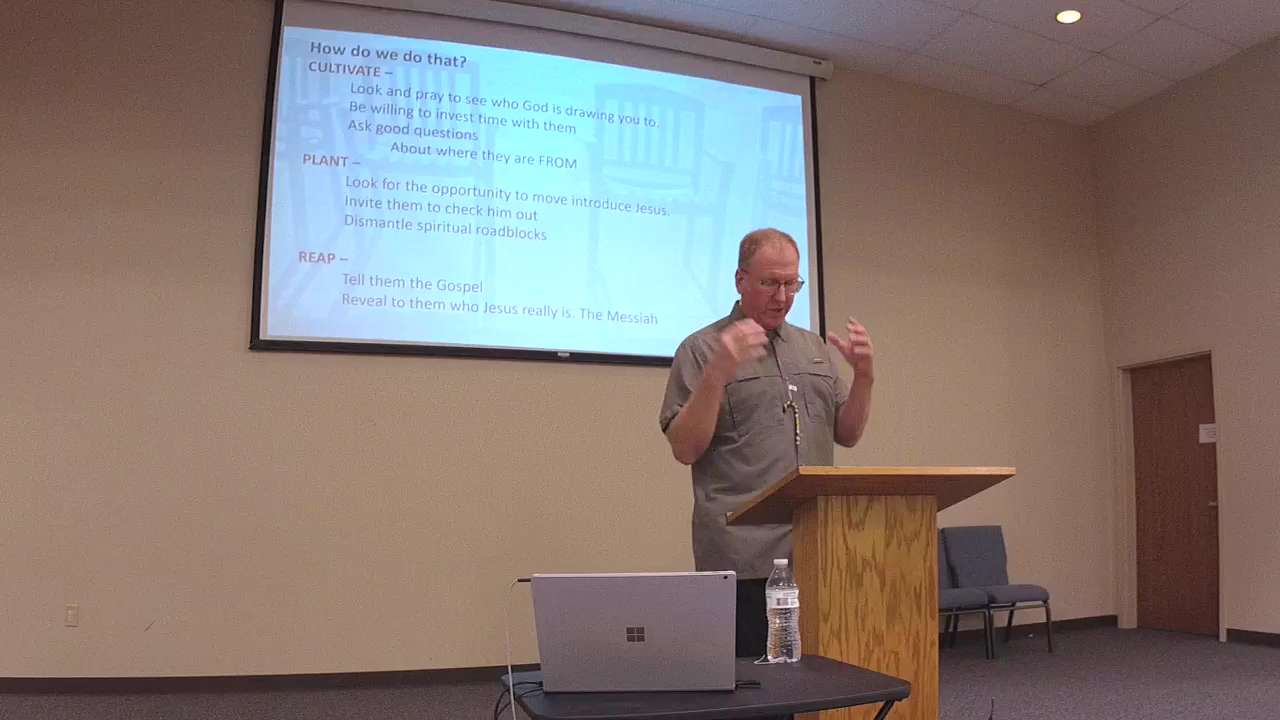 How do we do that?
CULTIVATE –
Look and pray to see who God is drawing you to.
Be willing to invest time with them
Ask good questions
About where they are FROM
PLANT –
Look for the opportunity to move introduce Jesus.
Invite them to check him out
Dismantle spiritual roadblocks
REAP –
Tell them the Gospel
Reveal to them who Jesus really is. The Messiah